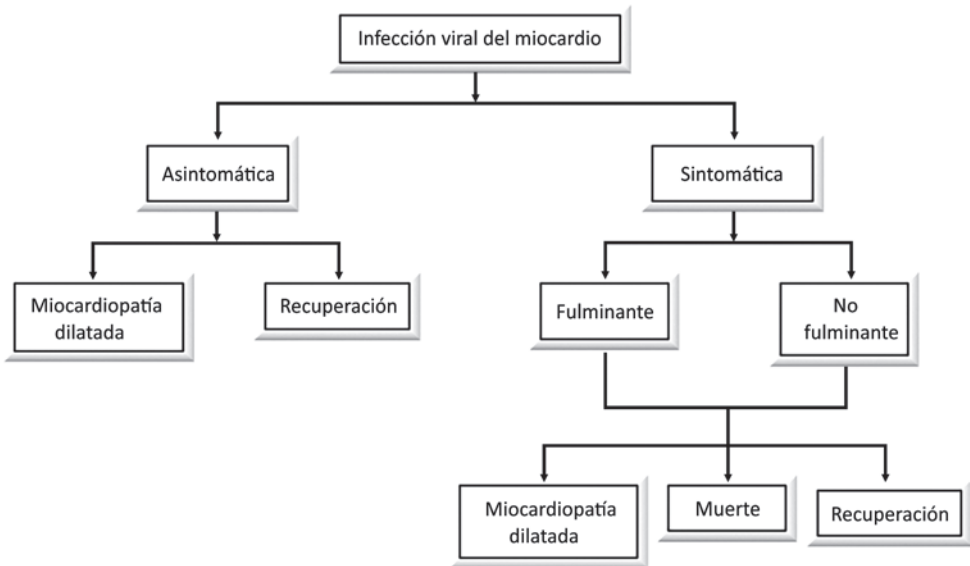 Infección viral del miocardio
Asintomática
Sintomática
Miocardiopatía
dilatada
Recuperación
Fulminante
No
fulminante
Miocardiopatía
dilatada
Muerte
Recuperación